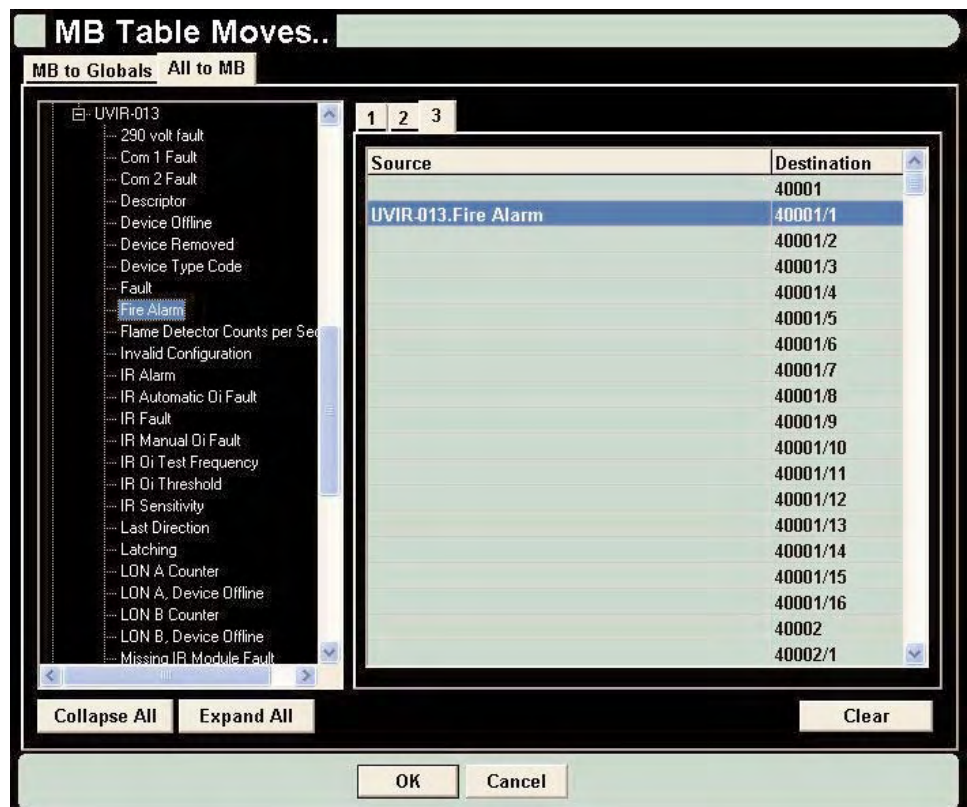 MB Table Moves..
MB to Globals
All to MB
UVIR-013
290 volt fault
Com 1 Fault
Com 2 Fault
Descriptor
Device Offline
Device Removed
Device Type Code
Fault
Fire Alarm
Flame Detector Counts per Sec
Invalid Configuration
IR Alarm
IR Automatic Oi Fault
IR Fault
IR Manual Oi Fault
IR Oi Test Frequency
IR Oi Threshold
IR Sensitivity
Last Direction
Latching
LON A Counter
LON A, Device Offline
LON B Counter
LON B, Device Offline
Missing IR Module Fault
Collapse All
Expand All
1 2 3
Source Destination
40001
UVIR-013.Fire Alarm 40001/1
40001/2
40001/3
40001/4
40001/5
40001/6
40001/7
40001/8
40001/9
40001/10
40001/11
40001/12
40001/13
40001/14
40001/15
40001/16
40002
40002/1
Clear
OK
Cancel